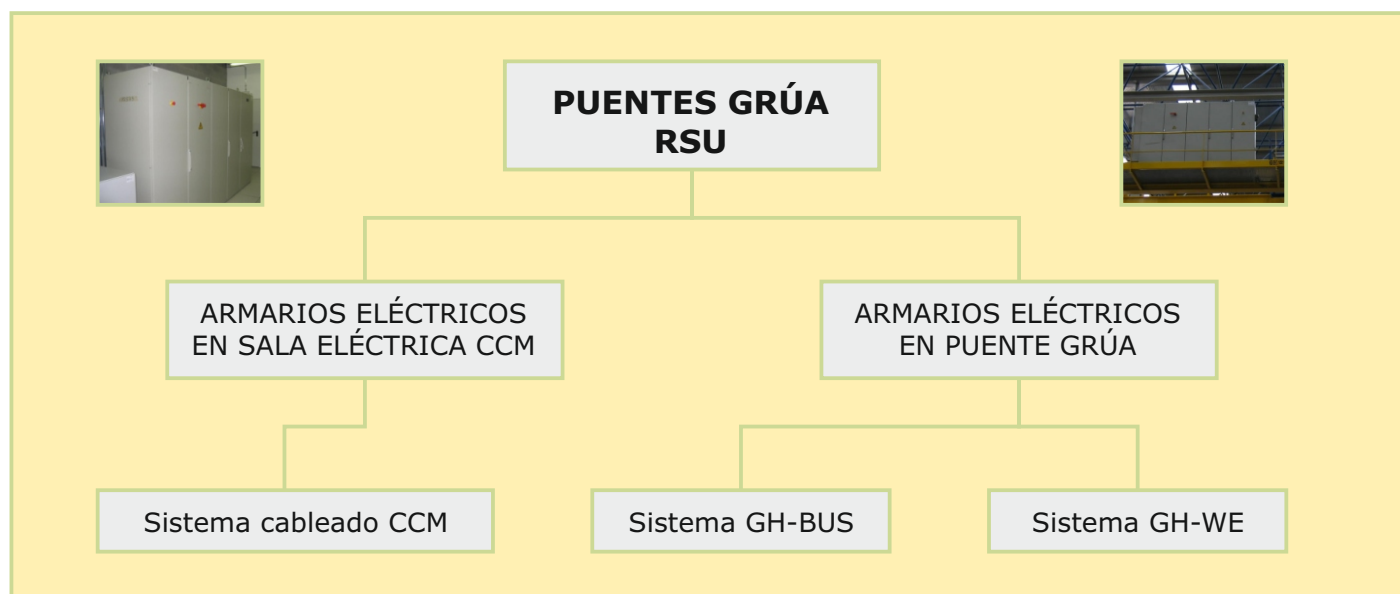 PUENTES GRÚA
RSU
ARMARIOS ELÉCTRICOS
EN SALA ELÉCTRICA CCM
ARMARIOS ELÉCTRICOS
EN PUENTE GRÚA
Sistema cableado CCM
Sistema GH-BUS
Sistema GH-WE